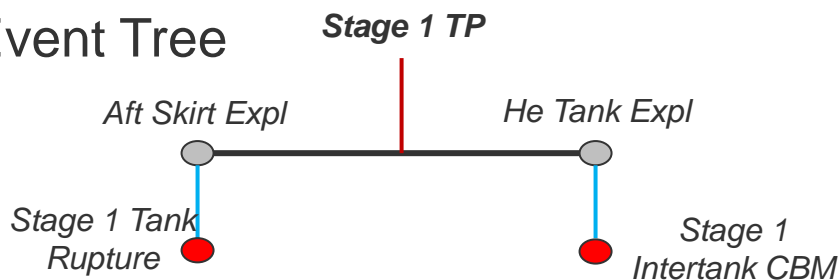 Event Tree
Stage 1 TP
Aft Skirt Expl
He Tank Expl
Stage 1 Tank
Rupture
Stage 1
Intertank CBM